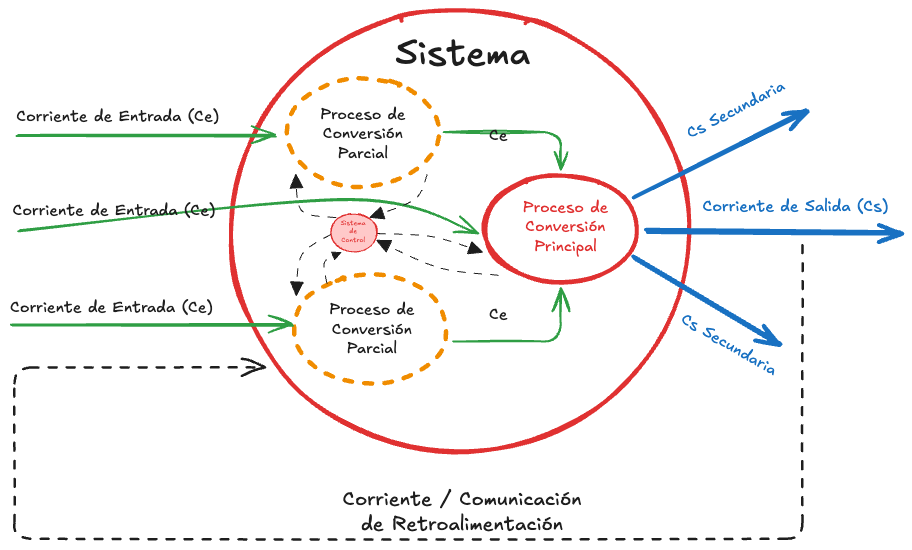 Sistema
Corriente de Entrada (Ce)
Proceso de
Conversión
Parcial
Ce
Cs Secundaria
Corriente de Entrada (Ce)
Sistema
de
Control
Proceso de
Conversión
Principal
Corriente de Salida (Cs)
Corriente de Entrada (Ce)
Proceso de
Conversión
Parcial
Ce
Cs Secundaria
Corriente / Comunicación
de Retroalimentación